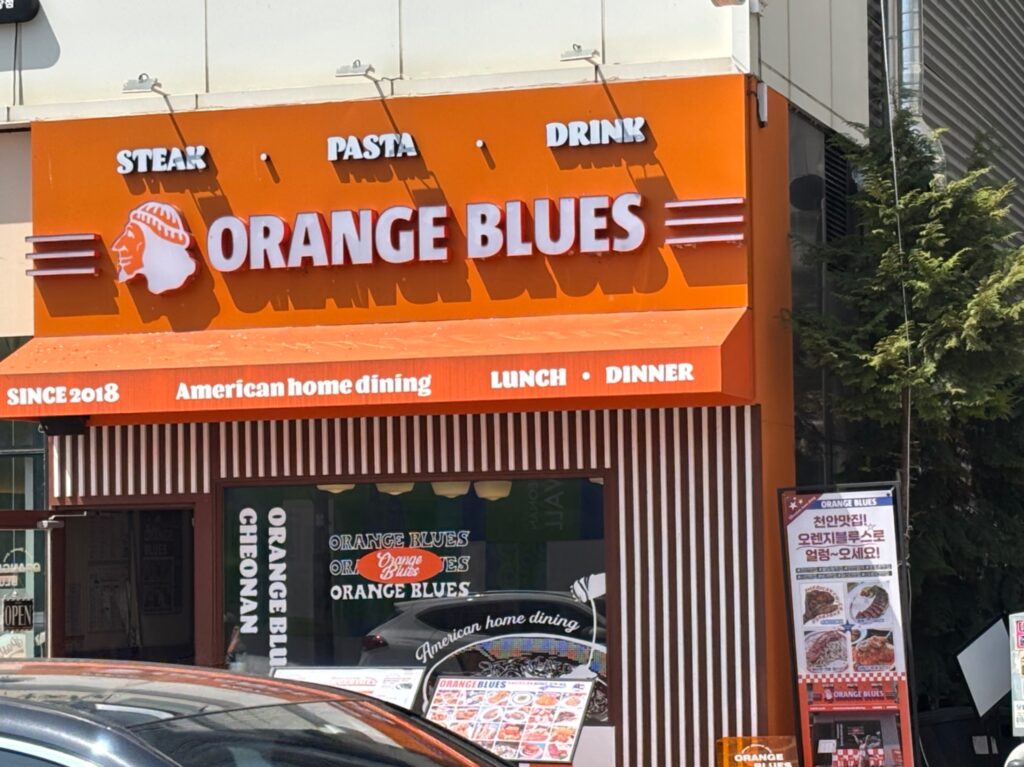 STEAK · PASTA · DRINK
ORANGE BLUES
SINCE 2018 American home dining LUNCH · DINNER
ORANGE BLU
CHEONAN
ORANGE BLUES
Orange
Blues
ORANGE BLUES
American home dining
OPEN
ORANGEBLUES
ORANGE BLUES
천안맛집!
오렌지블루스로
얼렁~오세요!
ORANGE BLUES
ORANGE
BLUES